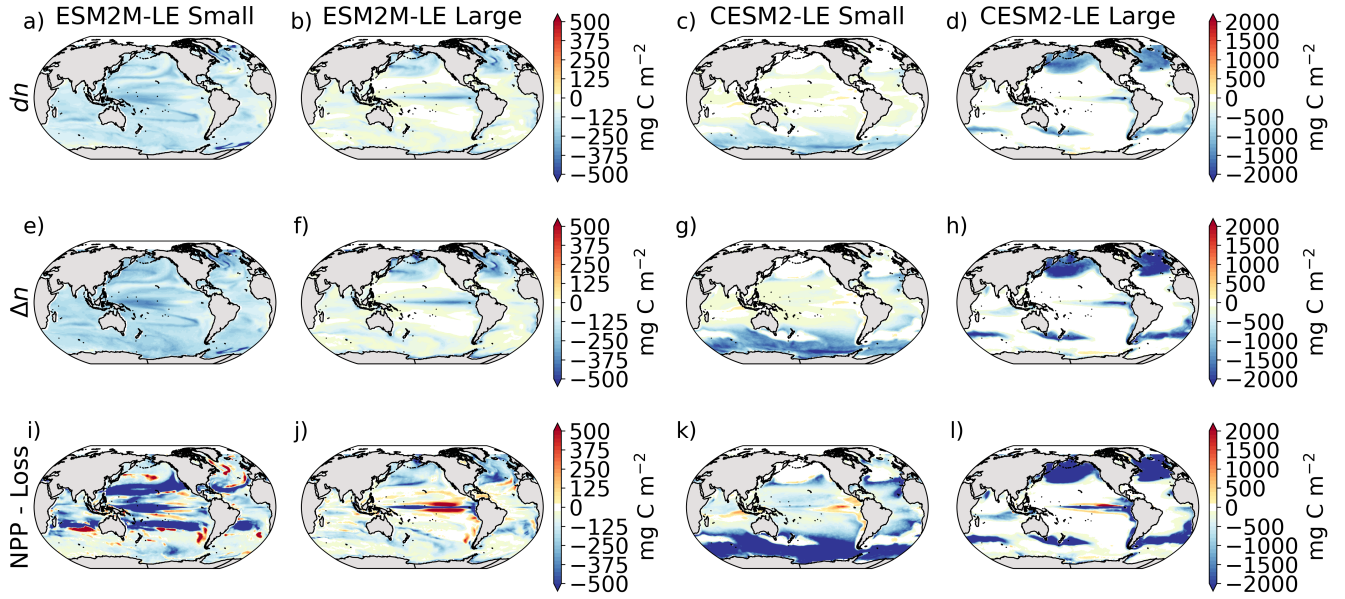 ESM2M-LE Small
ESM2M-LE Large
CESM2-LE Small
CESM2-LE Large
a)
b)
c)
d)
dn
500
375
250
125
0
−125
−250
−375
−500
mg C m⁻²
2000
1500
1000
500
0
−500
−1000
−1500
−2000
mg C m⁻²
e)
f)
g)
h)
Δn
500
375
250
125
0
−125
−250
−375
−500
mg C m⁻²
2000
1500
1000
500
0
−500
−1000
−1500
−2000
mg C m⁻²
i)
j)
k)
l)
NPP - Loss
500
375
250
125
0
−125
−250
−375
−500
mg C m⁻²
2000
1500
1000
500
0
−500
−1000
−1500
−2000
mg C m⁻²